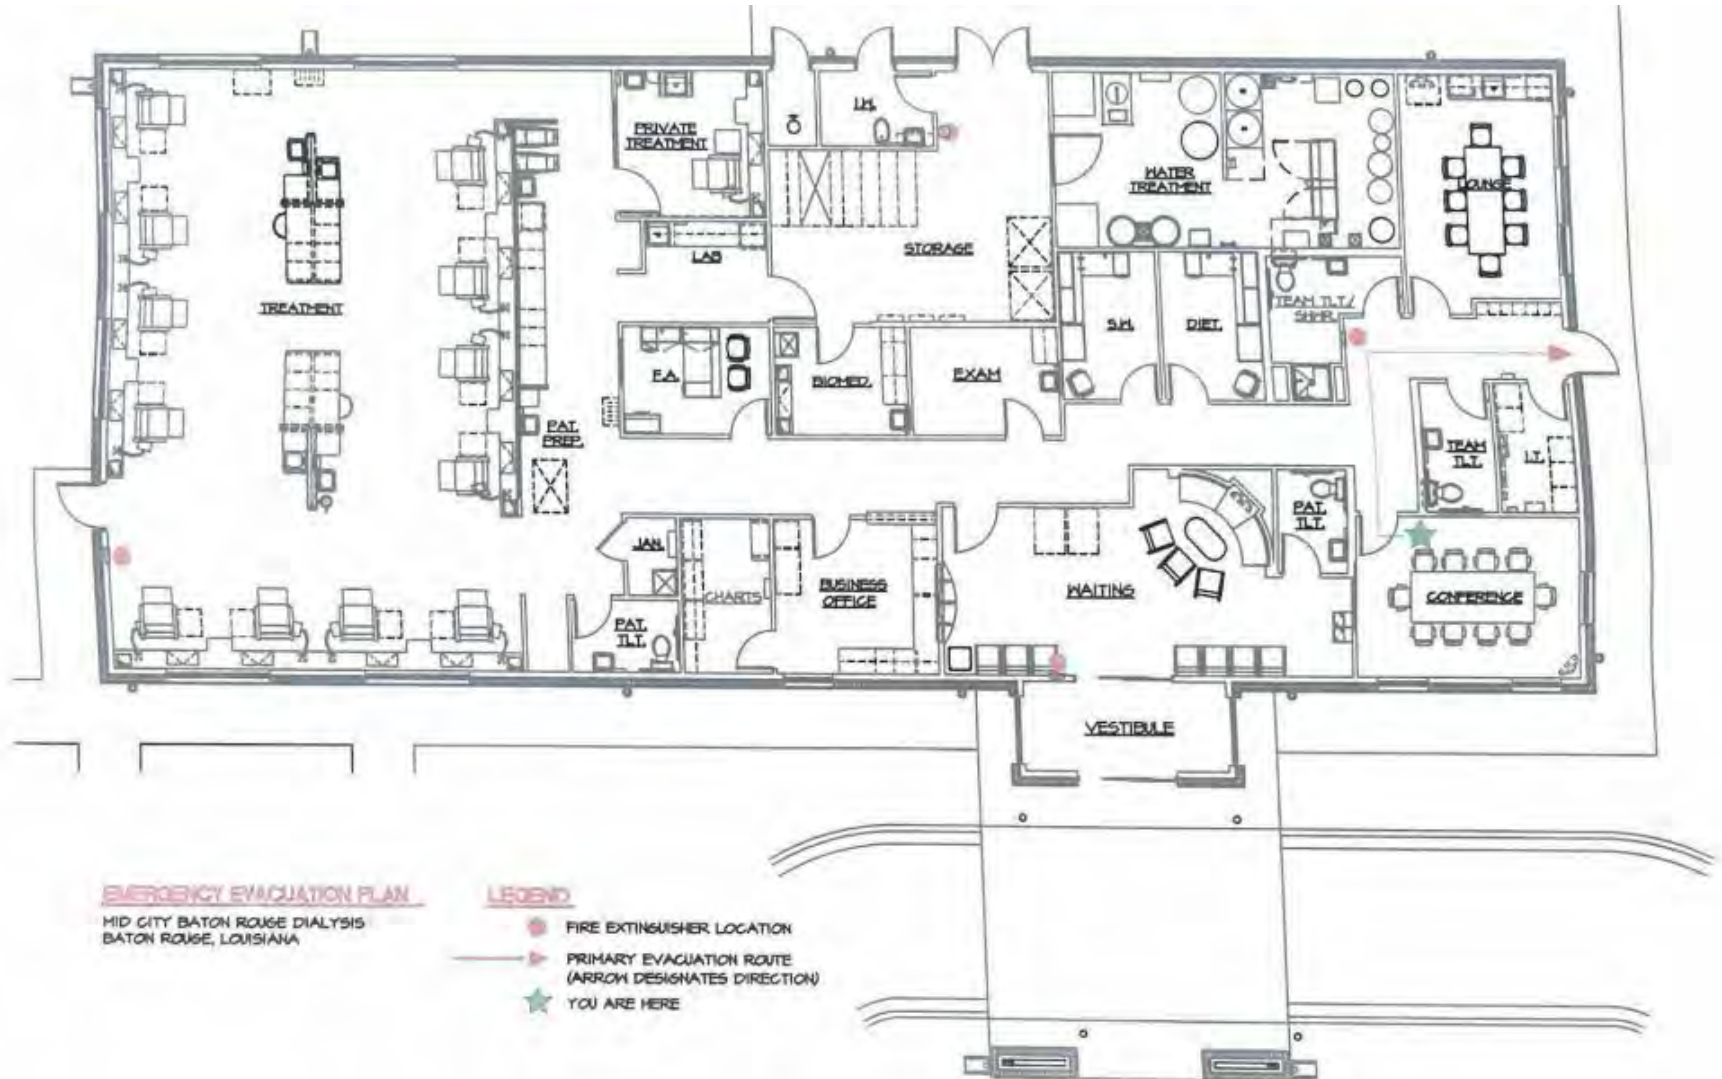 PRIVATE
TREATMENT
LAB
TREATMENT
STORAGE
WATER
TREATMENT
LOUNGE
TEAM TLT./
SHWR.
DIET.
EXAM
BIOMED.
F.A.
PAT.
PREP.
TEAM
TLT.
I.T.
JAN.
CHARTS
BUSINESS
OFFICE
PAT.
TLT.
WAITING
PAT.
TLT.
CONFERENCE
VESTIBULE
EMERGENCY EVACUATION PLAN
MID CITY BATON ROUGE DIALYSIS
BATON ROUGE, LOUISIANA
LEGEND
FIRE EXTINGUISHER LOCATION
PRIMARY EVACUATION ROUTE
(ARROW DESIGNATES DIRECTION)
YOU ARE HERE